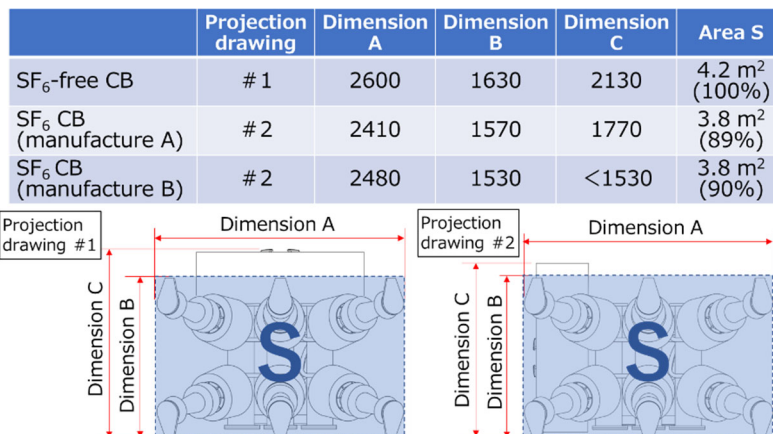 Projection drawing Dimension A Dimension B Dimension C Area S
SF₆-free CB #1 2600 1630 2130 4.2 m² (100%)
SF₆ CB (manufacture A) #2 2410 1570 1770 3.8 m² (89%)
SF₆ CB (manufacture B) #2 2480 1530 <1530 3.8 m² (90%)
Projection
drawing #1
Dimension A
Dimension C
Dimension B
S
Projection
drawing #2
Dimension A
Dimension C
Dimension B
S